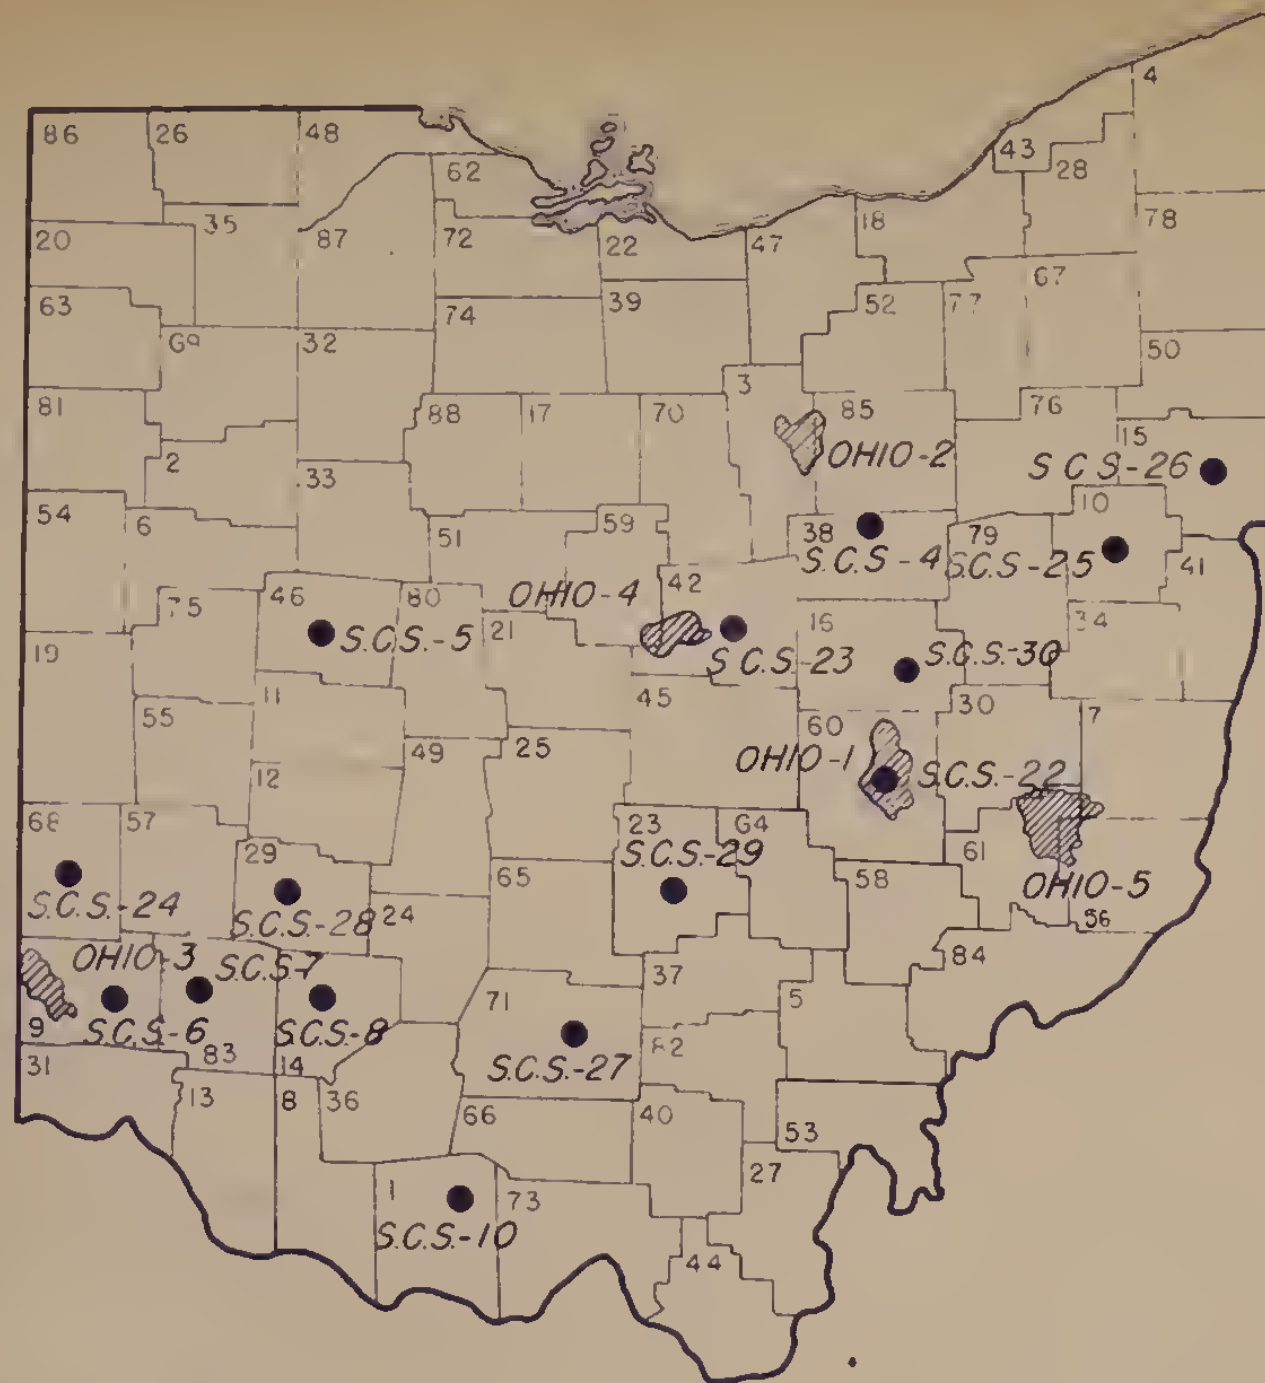 4
86 26 48 43 28
62
35 18 78
20 87 72 22 47
67
63 74 39 52 77
69 32 50
3
81 88 17 70 85 76
15
2 33 OHIO-2 S C S-26
54 6 51 59 38 79 10
S.C.S-4 S.C.S-25 41
42
75 46 80 OHIO-4 16 34
19 S.C.S.-5 21 S C.S-23 S.C.S.-30
11 45 30 7
55 49 25 60
12 OHIO-1 S.C.S.-22
68 57 23 64
29 S.C.S.-29 61
65 58 OHIO-5
S.C.S.-24 S.C.S.-28 24 56
OHIO-3 S.C.S-7 37 84
71 5
9 S.C.S.-6 S.C.S.-8
83 82
31 14 S.C.S.-27
13 8 36 66 40 53
27
1 73
S.C.S.-10
44